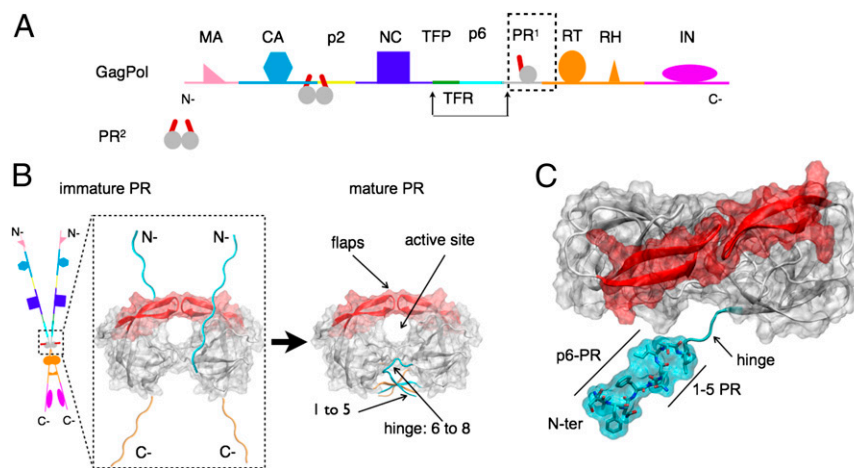 A
MA CA p2 NC TFP p6 PR¹ RT RH IN
GagPol
N- C-
TFR
PR²
B
immature PR mature PR
N- N- N- N-
flaps active site
C- C- C- C-
1 to 5
hinge: 6 to 8
C
p6-PR
hinge
1-5 PR
N-ter